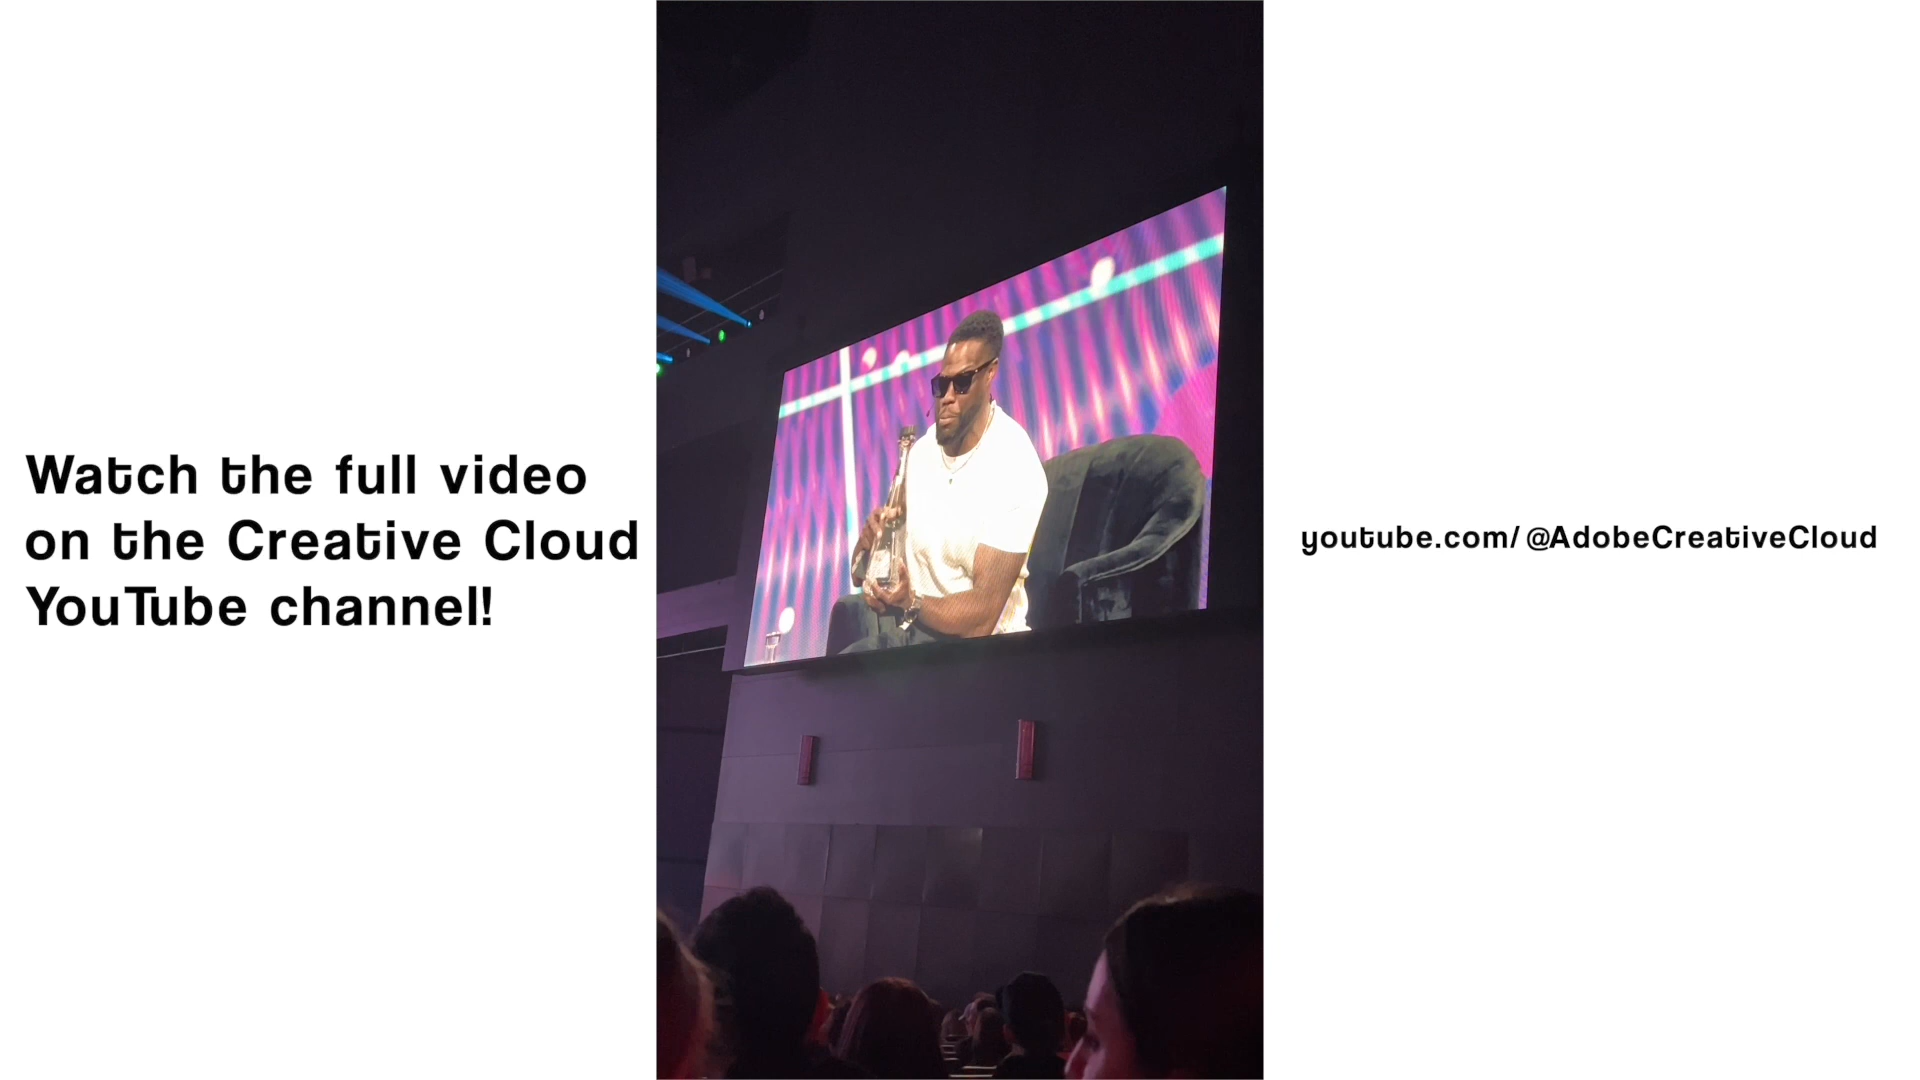 Watch the full video
on the Creative Cloud
YouTube channel!
youtube.com/@AdobeCreativeCloud